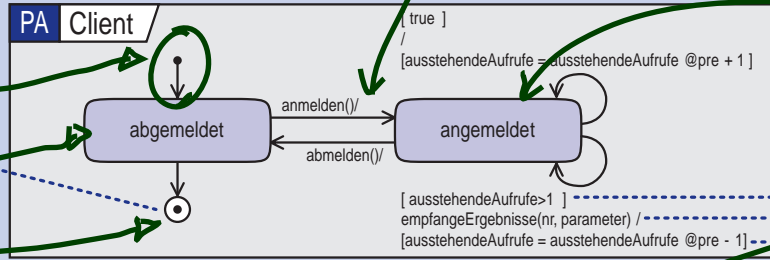 PA Client
[ true ]
/
[ausstehendeAufrufe = ausstehendeAufrufe @pre + 1 ]
anmelden()/
abgemeldet
angemeldet
abmelden()/
[ ausstehendeAufrufe>1 ]
empfangeErgebnisse(nr, parameter) /
[ausstehendeAufrufe = ausstehendeAufrufe @pre - 1]